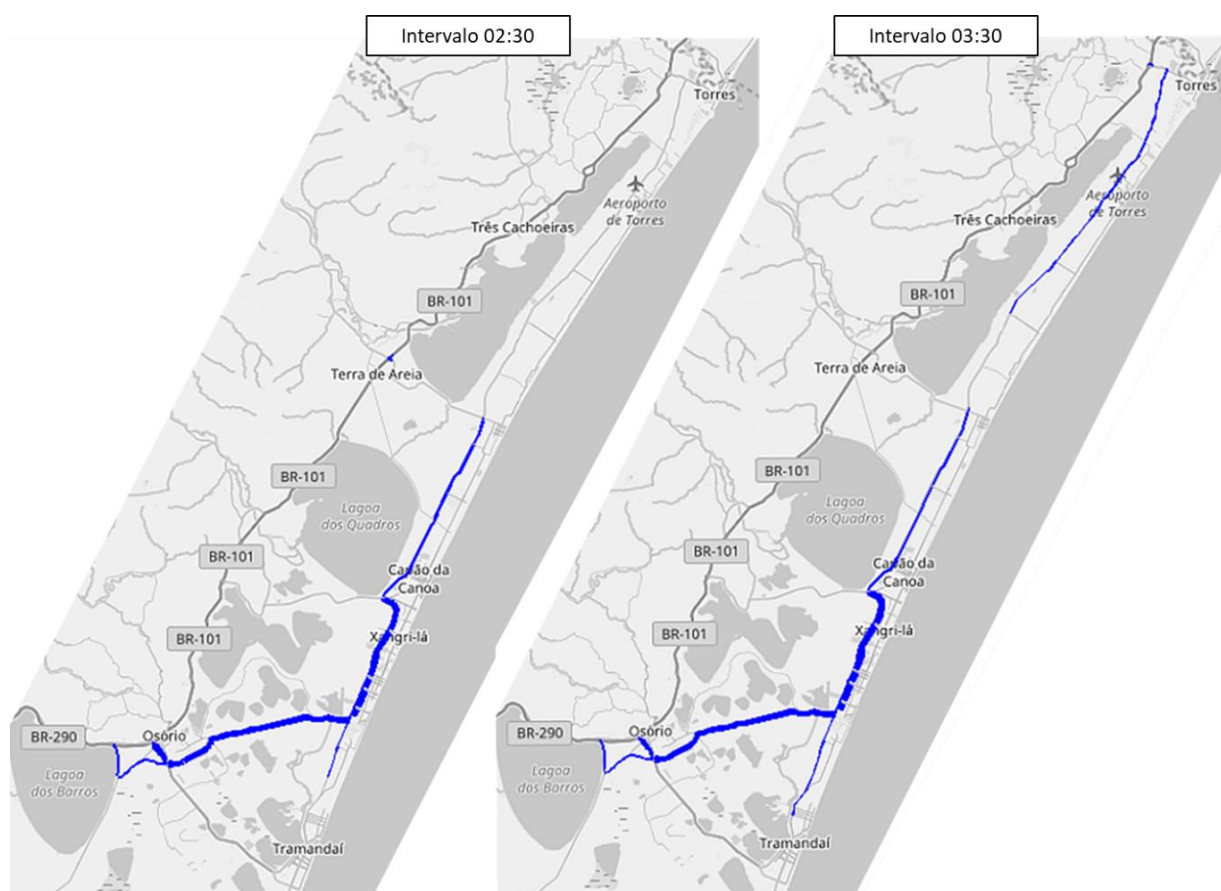 Intervalo 02:30
Torres
Aeroporto
de Torres
Três Cachoeiras
BR-101
Terra de Areia
BR-101
Lagoa
dos Quadros
BR-101
Capão da
Canoa
BR-101
Xangri-lá
BR-290
Osório
Lagoa
dos Barros
Tramandaí
Intervalo 03:30
Torres
Aeroporto
de Torres
Três Cachoeiras
BR-101
Terra de Areia
BR-101
Lagoa
dos Quadros
BR-101
Capão da
Canoa
BR-101
Xangri-lá
BR-290
Osório
Lagoa
dos Barros
Tramandaí